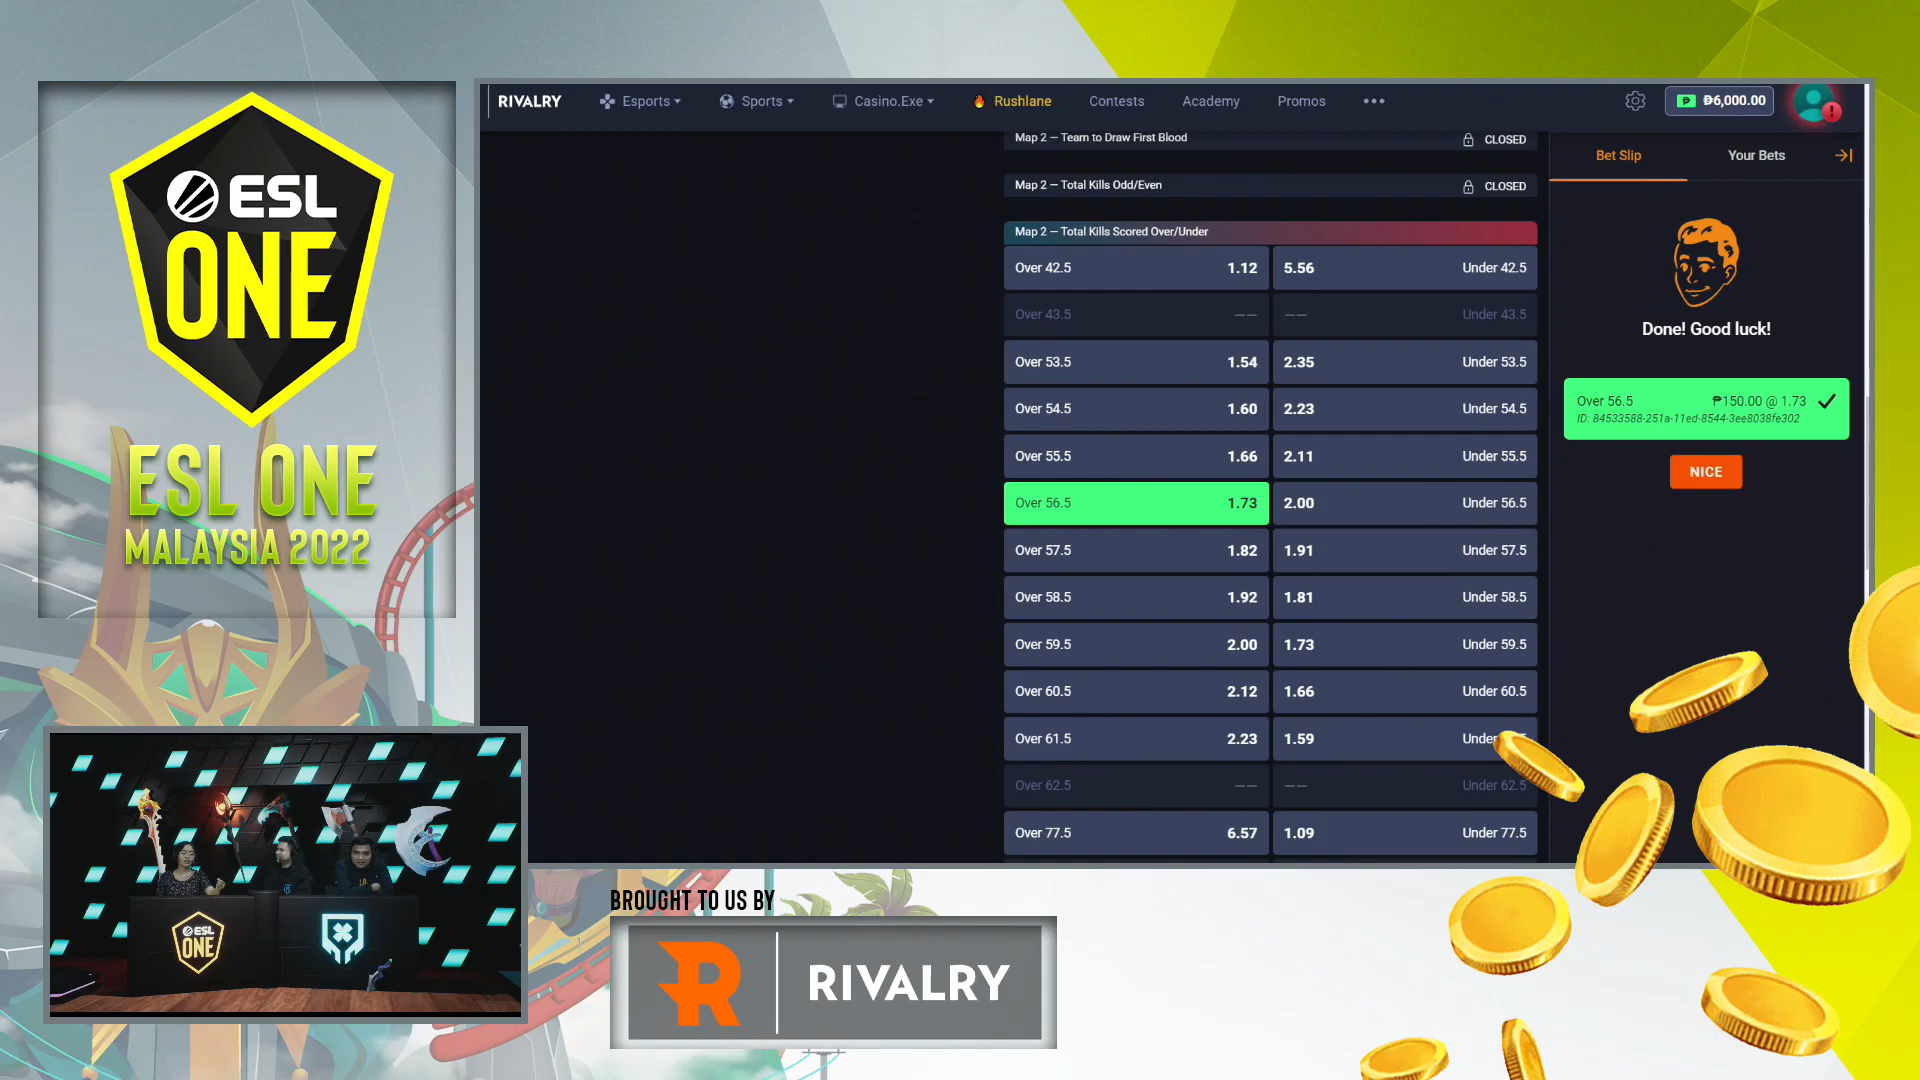 ESL
ONE
ESL ONE
MALAYSIA 2022
RIVALRY
Esports
Sports
Casino.Exe
Rushlane
Contests
Academy
Promos
₱6,000.00
Map 2 – Team to Draw First Blood
CLOSED
Map 2 – Total Kills Odd/Even
CLOSED
Map 2 – Total Kills Scored Over/Under
Over 42.5 1.12 5.56 Under 42.5
Over 43.5 –– –– Under 43.5
Over 53.5 1.54 2.35 Under 53.5
Over 54.5 1.60 2.23 Under 54.5
Over 55.5 1.66 2.11 Under 55.5
Over 56.5 1.73 2.00 Under 56.5
Over 57.5 1.82 1.91 Under 57.5
Over 58.5 1.92 1.81 Under 58.5
Over 59.5 2.00 1.73 Under 59.5
Over 60.5 2.12 1.66 Under 60.5
Over 61.5 2.23 1.59
Over 62.5 –– –– Under 62.5
Over 77.5 6.57 1.09 Under 77.5
Bet Slip
Your Bets
Done! Good luck!
Over 56.5 ₱150.00 @ 1.73
ID: 84533588-251a-11ed-8544-3ee8038fe302
NICE
ESL
ONE
BROUGHT TO US BY
RIVALRY